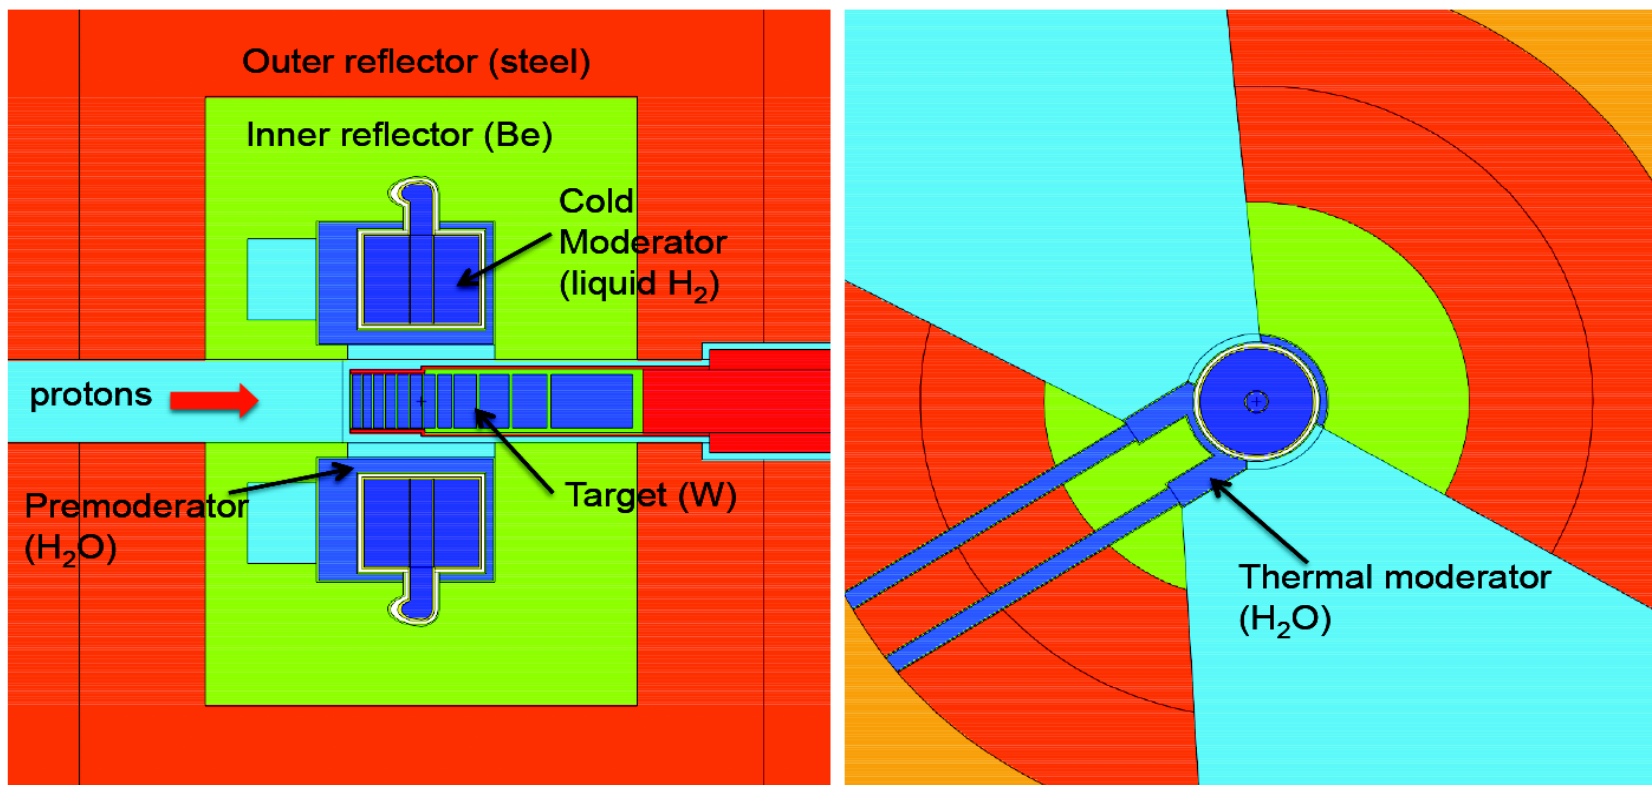 Outer reflector (steel)
Inner reflector (Be)
Cold
Moderator
(liquid H₂)
protons
Premoderator
(H₂O)
Target (W)
Thermal moderator
(H₂O)